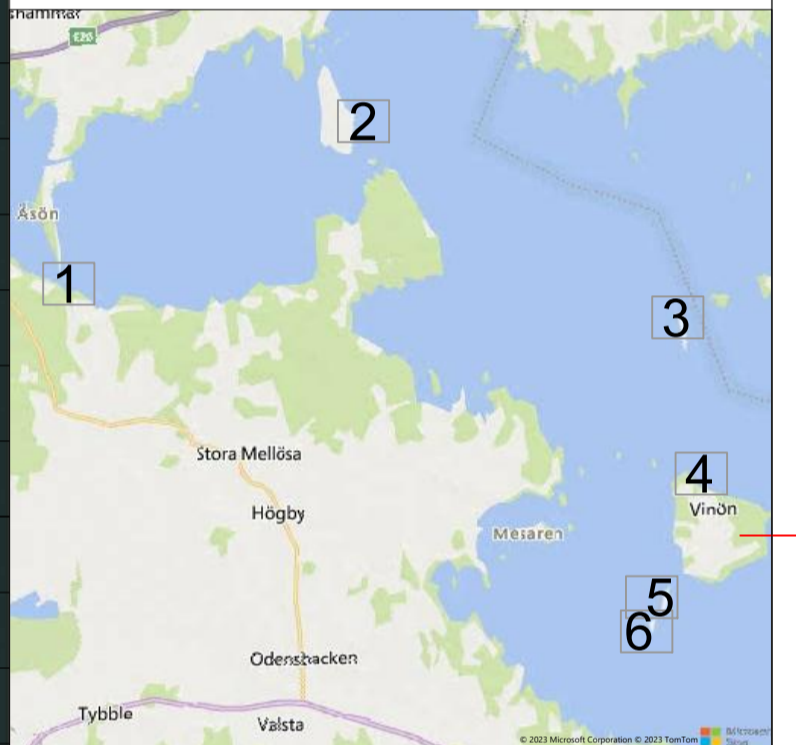 E20
2
Åsön
1
3
Stora Mellösa
4
Högby
Vinön
Mesaren
5
6
Odensbacken
Tybble
Valsta
© 2023 Microsoft Corporation © 2023 TomTom